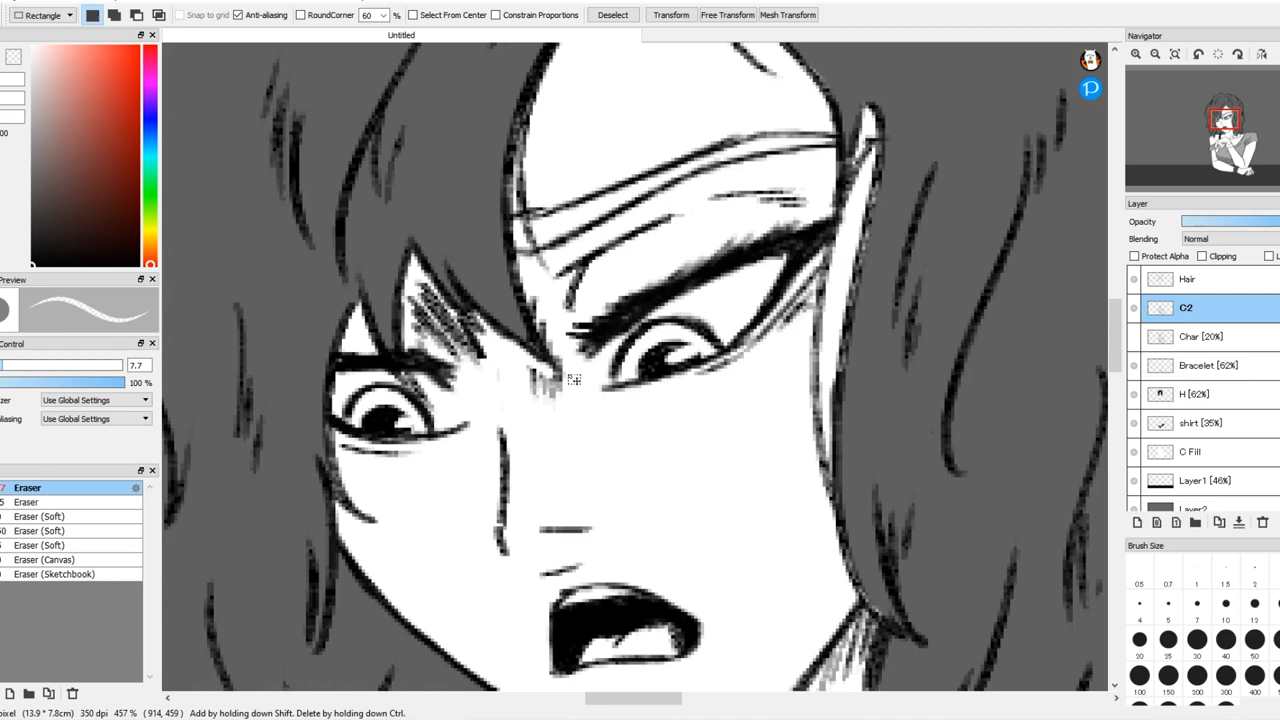 Rectangle Snap to grid Anti-aliasing RoundCorner 60 % Select From Center Constrain Proportions Deselect Transform Free Transform Mesh Transform
Untitled
00
Preview
Control
7.7
100 %
Use Global Settings
Use Global Settings
Eraser
Eraser
Eraser (Soft)
Eraser (Soft)
Eraser (Soft)
Eraser (Canvas)
Eraser (Sketchbook)
P
Navigator
Layer
Opacity
Blending Normal
Protect Alpha Clipping
Hair
C2
Char [20%]
Bracelet [62%]
H [62%]
shirt [35%]
C Fill
Layer1 [46%]
Layer2
Brush Size
0.5 0.7 1 1.5 2
4 5 7 10 12
20 25 30 40 50
100 150 200 300 400
pixel (13.9 * 7.8cm) 350 dpi 457 % ( 914, 459 ) Add by holding down Shift. Delete by holding down Ctrl.